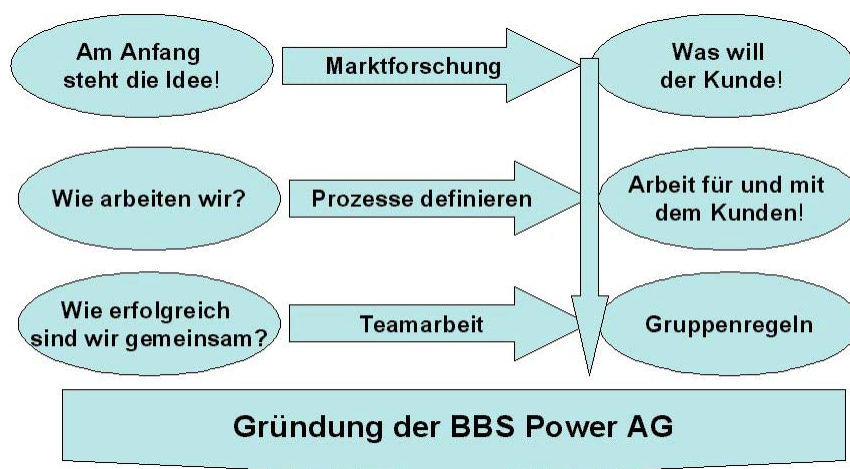 Am Anfang
steht die Idee!
Marktforschung
Was will
der Kunde!
Wie arbeiten wir?
Prozesse definieren
Arbeit für und mit
dem Kunden!
Wie erfolgreich
sind wir gemeinsam?
Teamarbeit
Gruppenregeln
Gründung der BBS Power AG